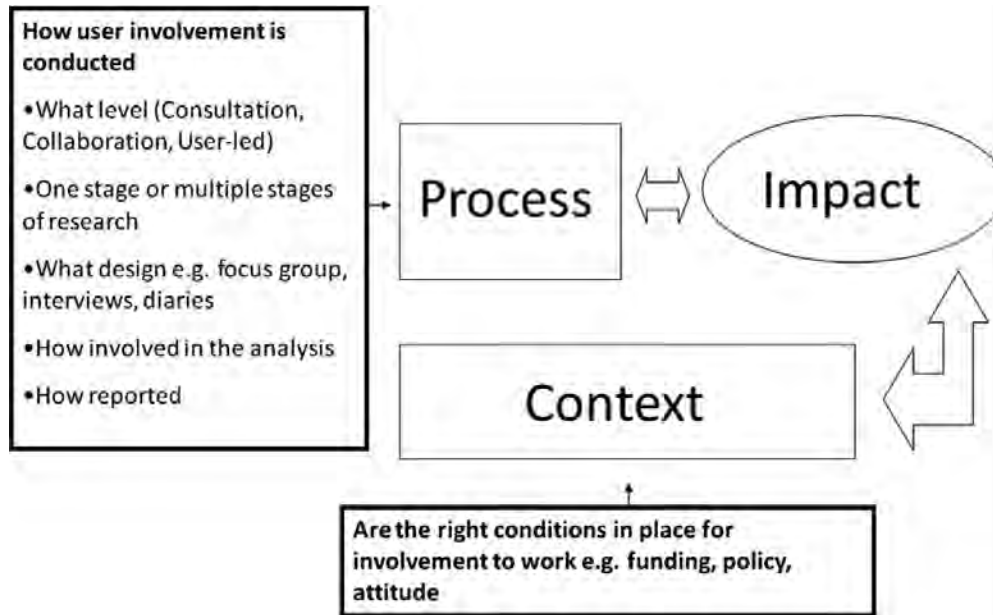 How user involvement is
conducted
•What level (Consultation,
Collaboration, User-led)
•One stage or multiple stages
of research
•What design e.g. focus group,
interviews, diaries
•How involved in the analysis
•How reported
Process
Impact
Context
Are the right conditions in place for
involvement to work e.g. funding, policy,
attitude